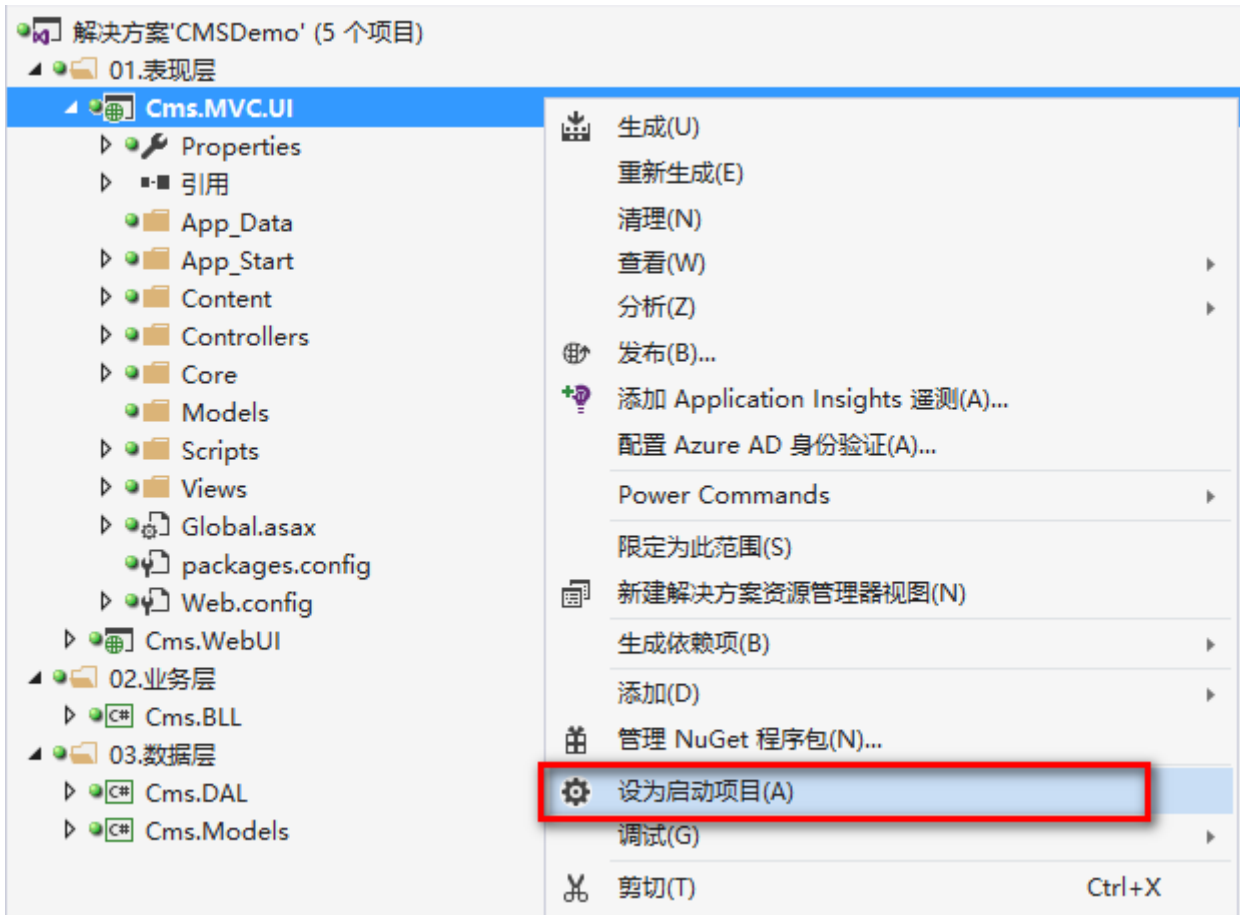 解决方案'CMSDemo' (5 个项目)
01.表现层
Cms.MVC.UI
Properties
引用
App_Data
App_Start
Content
Controllers
Core
Models
Scripts
Views
Global.asax
packages.config
Web.config
Cms.WebUI
02.业务层
C# Cms.BLL
03.数据层
C# Cms.DAL
C# Cms.Models
生成(U)
重新生成(E)
清理(N)
查看(W)
分析(Z)
发布(B)...
添加 Application Insights 遥测(A)...
配置 Azure AD 身份验证(A)...
Power Commands
限定为此范围(S)
新建解决方案资源管理器视图(N)
生成依赖项(B)
添加(D)
管理 NuGet 程序包(N)...
设为启动项目(A)
调试(G)
剪切(T) Ctrl+X